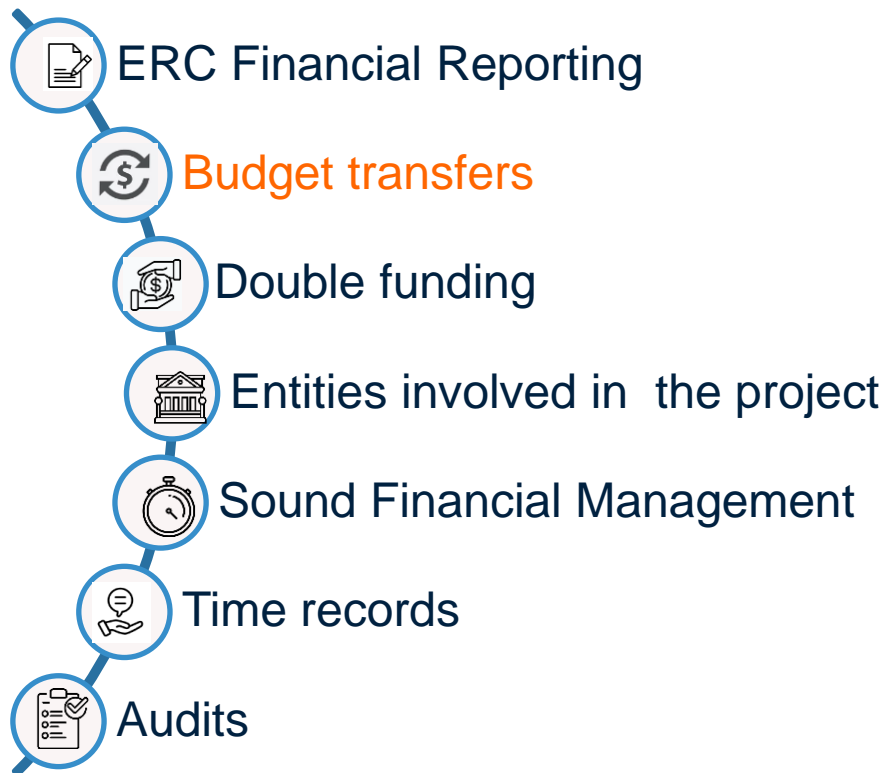 ERC Financial Reporting
Budget transfers
Double funding
Entities involved in  the project
Sound Financial Management
Time records
Audits